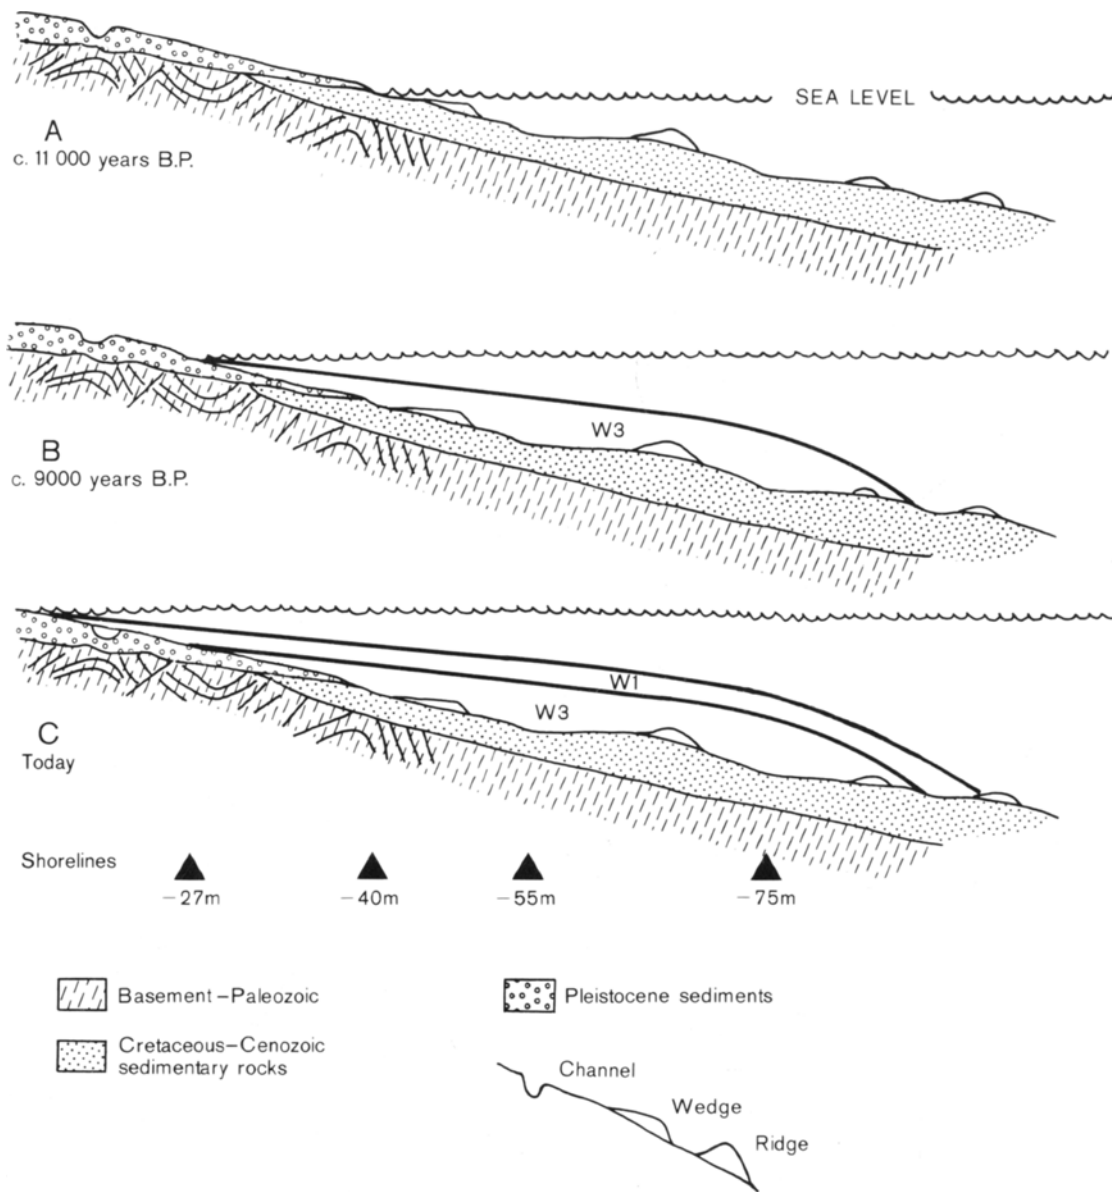 SEA LEVEL
A
c. 11 000 years B.P.
B
c. 9000 years B.P.
W3
W1
W3
C
Today
Shorelines
-27m
-40m
-55m
-75m
Basement-Paleozoic
Pleistocene sediments
Cretaceous-Cenozoic
sedimentary rocks
Channel
Wedge
Ridge